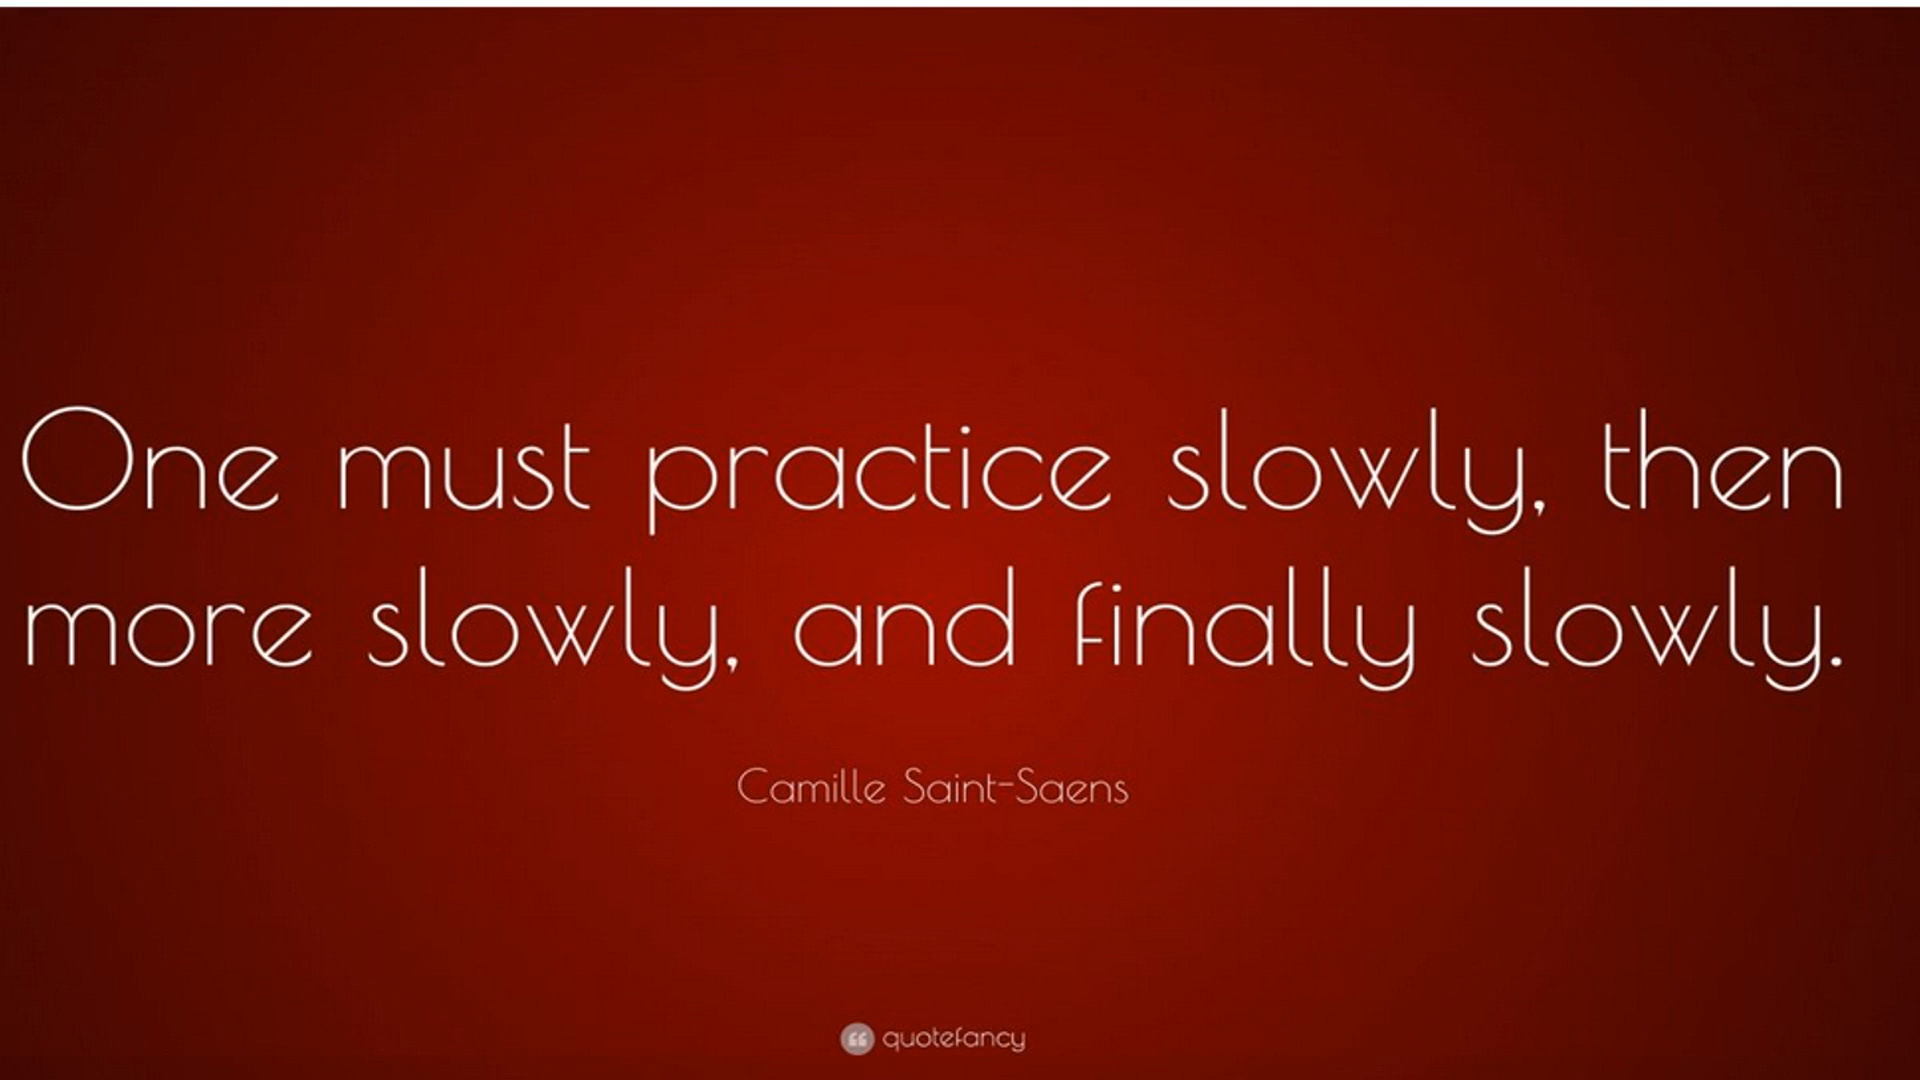 One must practice slowly, then
more slowly, and finally slowly.
Camille Saint-Saens
quotefancy